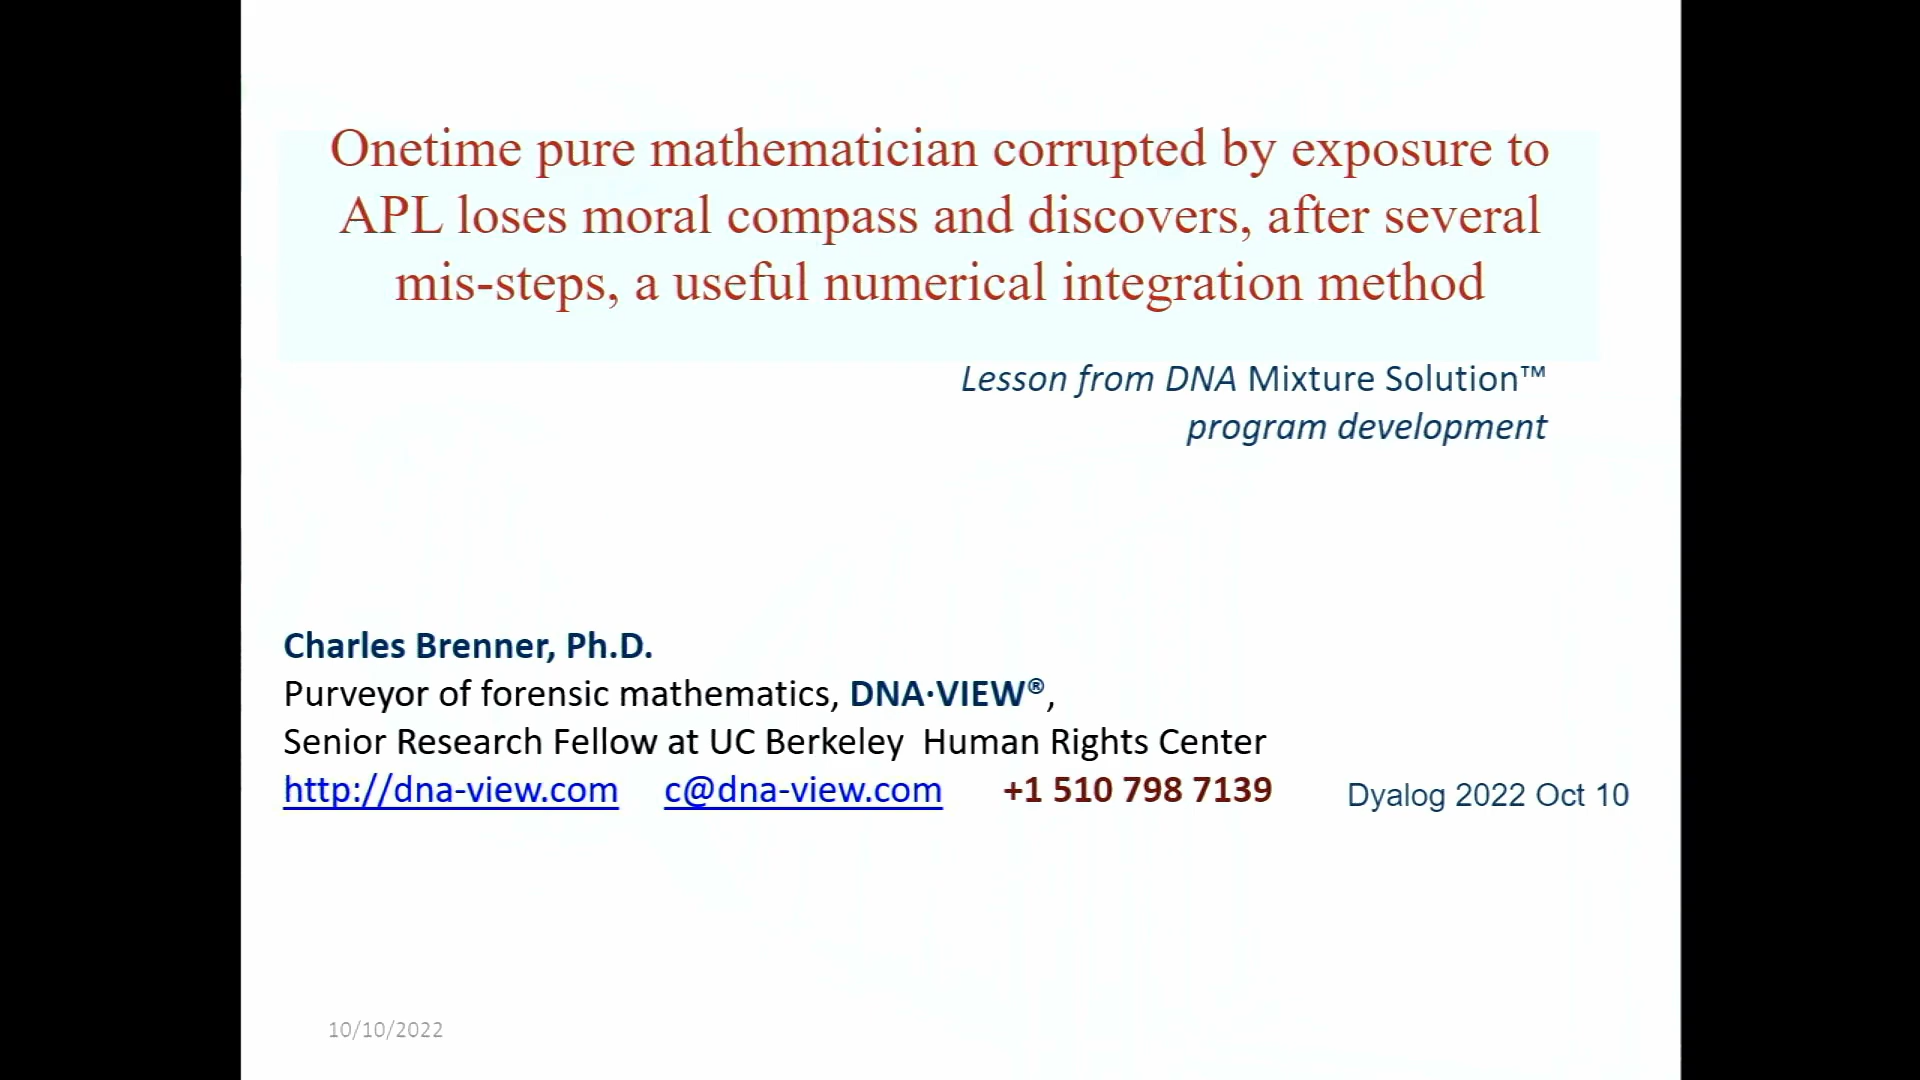 Onetime pure mathematician corrupted by exposure to
APL loses moral compass and discovers, after several
mis-steps, a useful numerical integration method
Lesson from DNA Mixture Solution™
program development
Charles Brenner, Ph.D.
Purveyor of forensic mathematics, DNA·VIEW®,
Senior Research Fellow at UC Berkeley  Human Rights Center
http://dna-view.com c@dna-view.com +1 510 798 7139 Dyalog 2022 Oct 10
10/10/2022